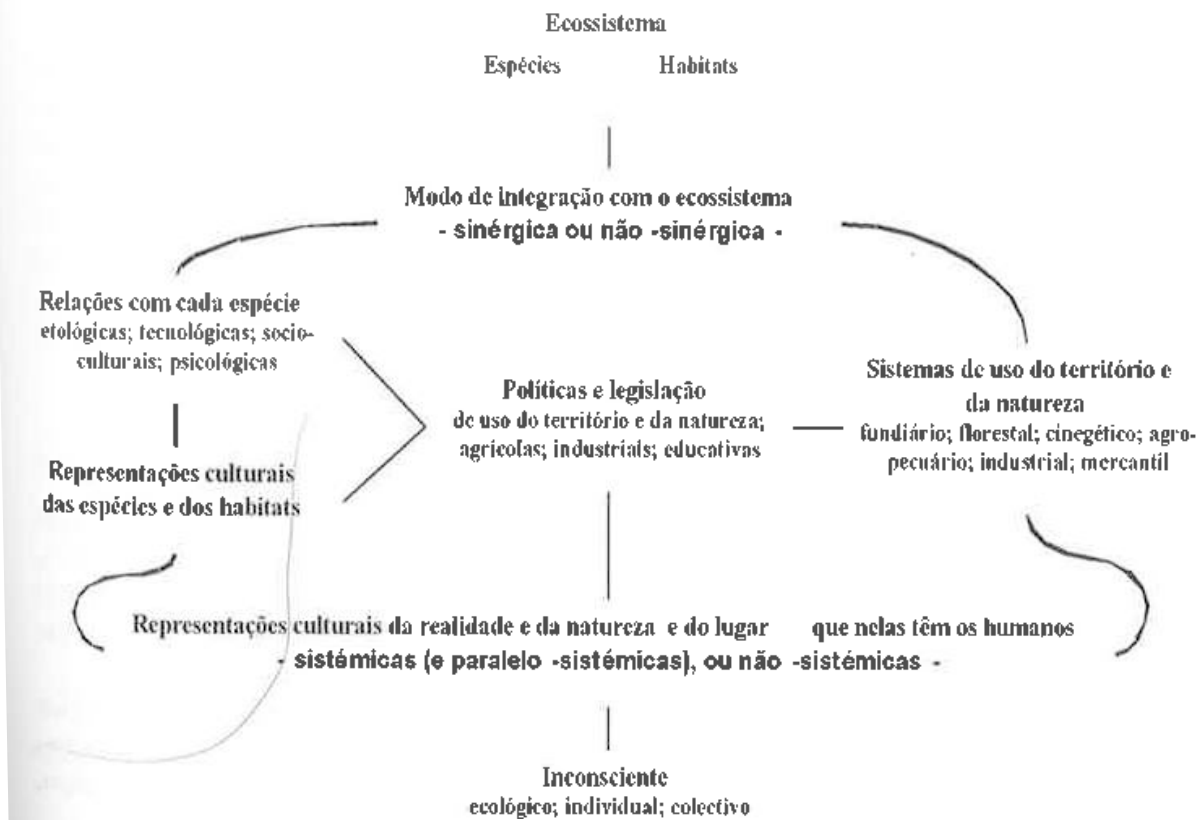 Ecossistema
Espécies Habitats
Modo de integração com o ecossistema
- sinérgica ou não -sinérgica -
Relações com cada espécie
etológicas; tecnológicas; socio-
culturais; psicológicas
Representações culturais
das espécies e dos habitats
Políticas e legislação
de uso do território e da natureza;
agrícolas; industriais; educativas
Sistemas de uso do território e
da natureza
fundiário; florestal; cinegético; agro-
pecuário; industrial; mercantil
Representações culturais da realidade e da natureza e do lugar que nelas têm os humanos
- sistémicas (e paralelo -sistémicas), ou não -sistémicas -
Inconsciente
ecológico; individual; colectivo